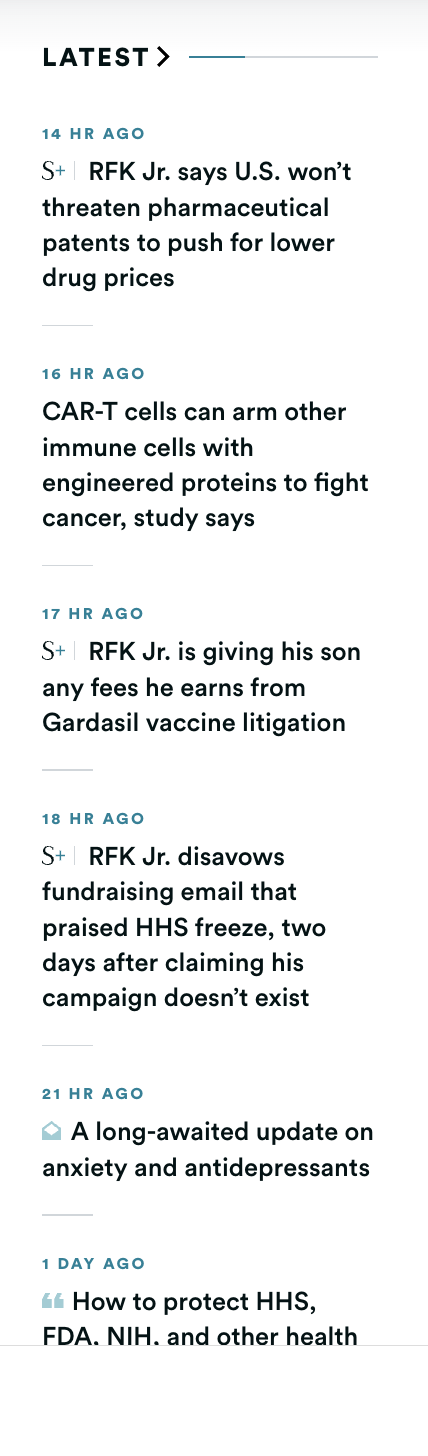 LATEST
14 HR AGO
S+ | RFK Jr. says U.S. won’t
threaten pharmaceutical
patents to push for lower
drug prices
16 HR AGO
CAR-T cells can arm other
immune cells with
engineered proteins to fight
cancer, study says
17 HR AGO
S+ | RFK Jr. is giving his son
any fees he earns from
Gardasil vaccine litigation
18 HR AGO
S+ | RFK Jr. disavows
fundraising email that
praised HHS freeze, two
days after claiming his
campaign doesn’t exist
21 HR AGO
A long-awaited update on
anxiety and antidepressants
1 DAY AGO
How to protect HHS,
FDA, NIH, and other health